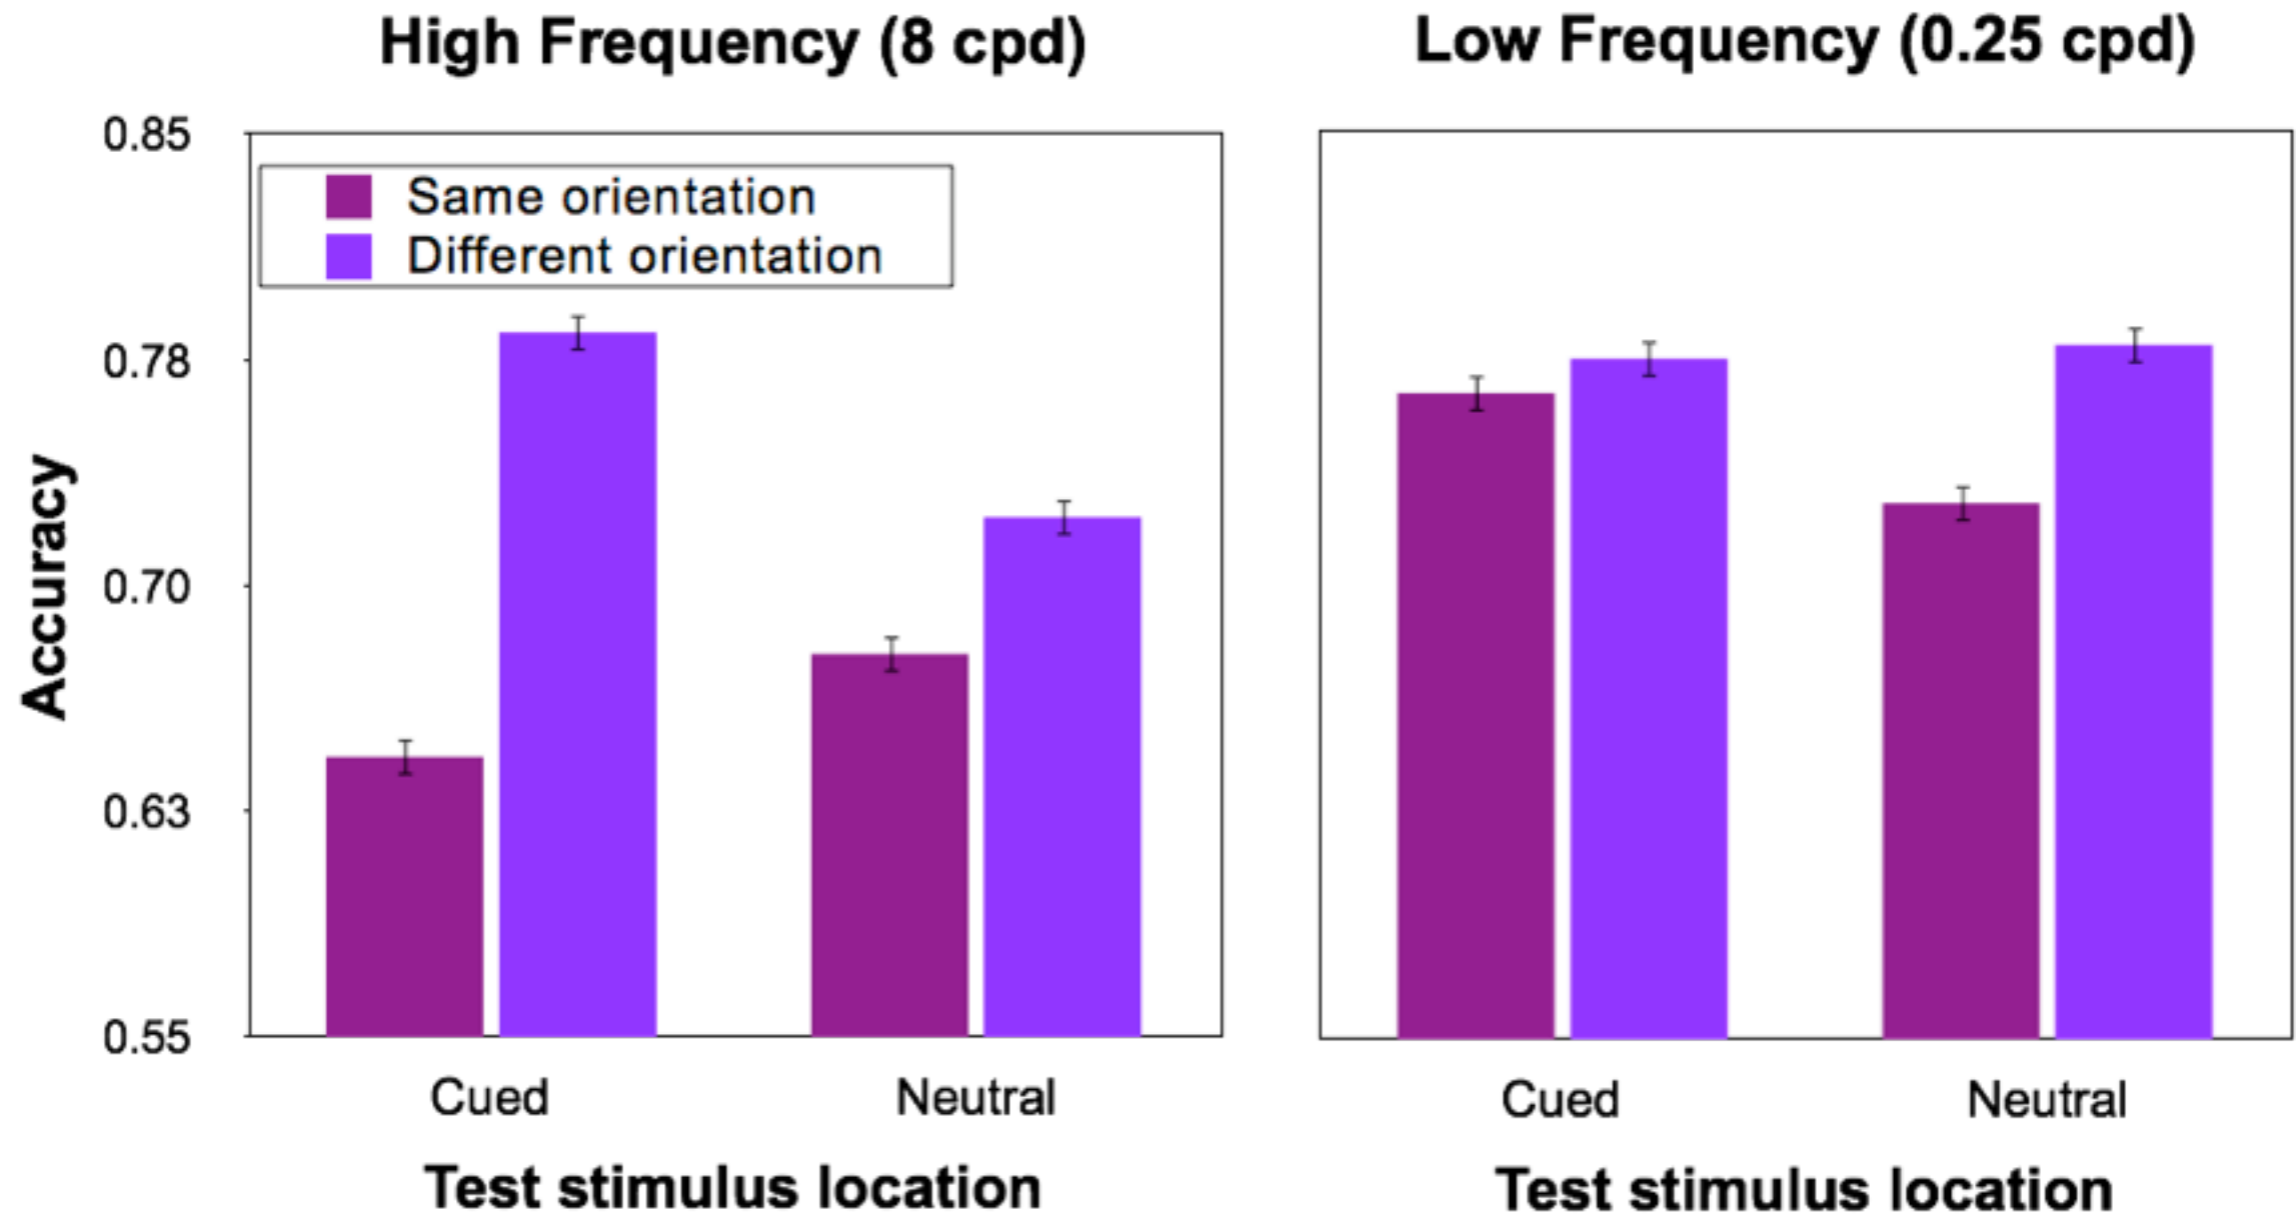 High Frequency (8 cpd)
Low Frequency (0.25 cpd)
Same orientation
Different orientation
0.85
0.78
0.70
0.63
0.55
Accuracy
Cued
Neutral
Cued
Neutral
Test stimulus location
Test stimulus location